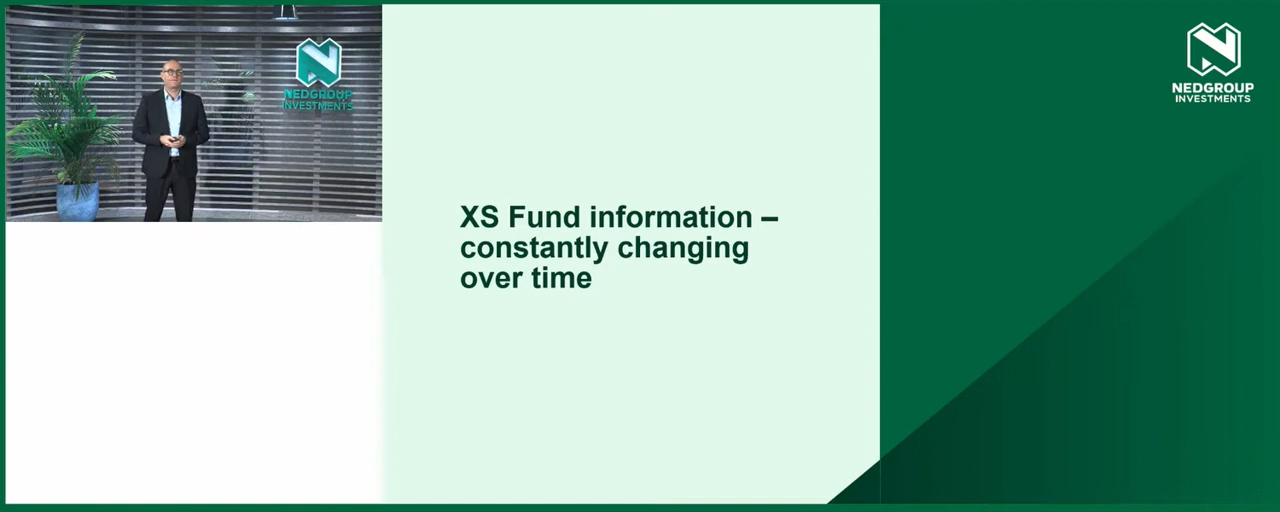 NEDGROUP
INVESTMENTS
XS Fund information –
constantly changing
over time
NEDGROUP
INVESTMENTS